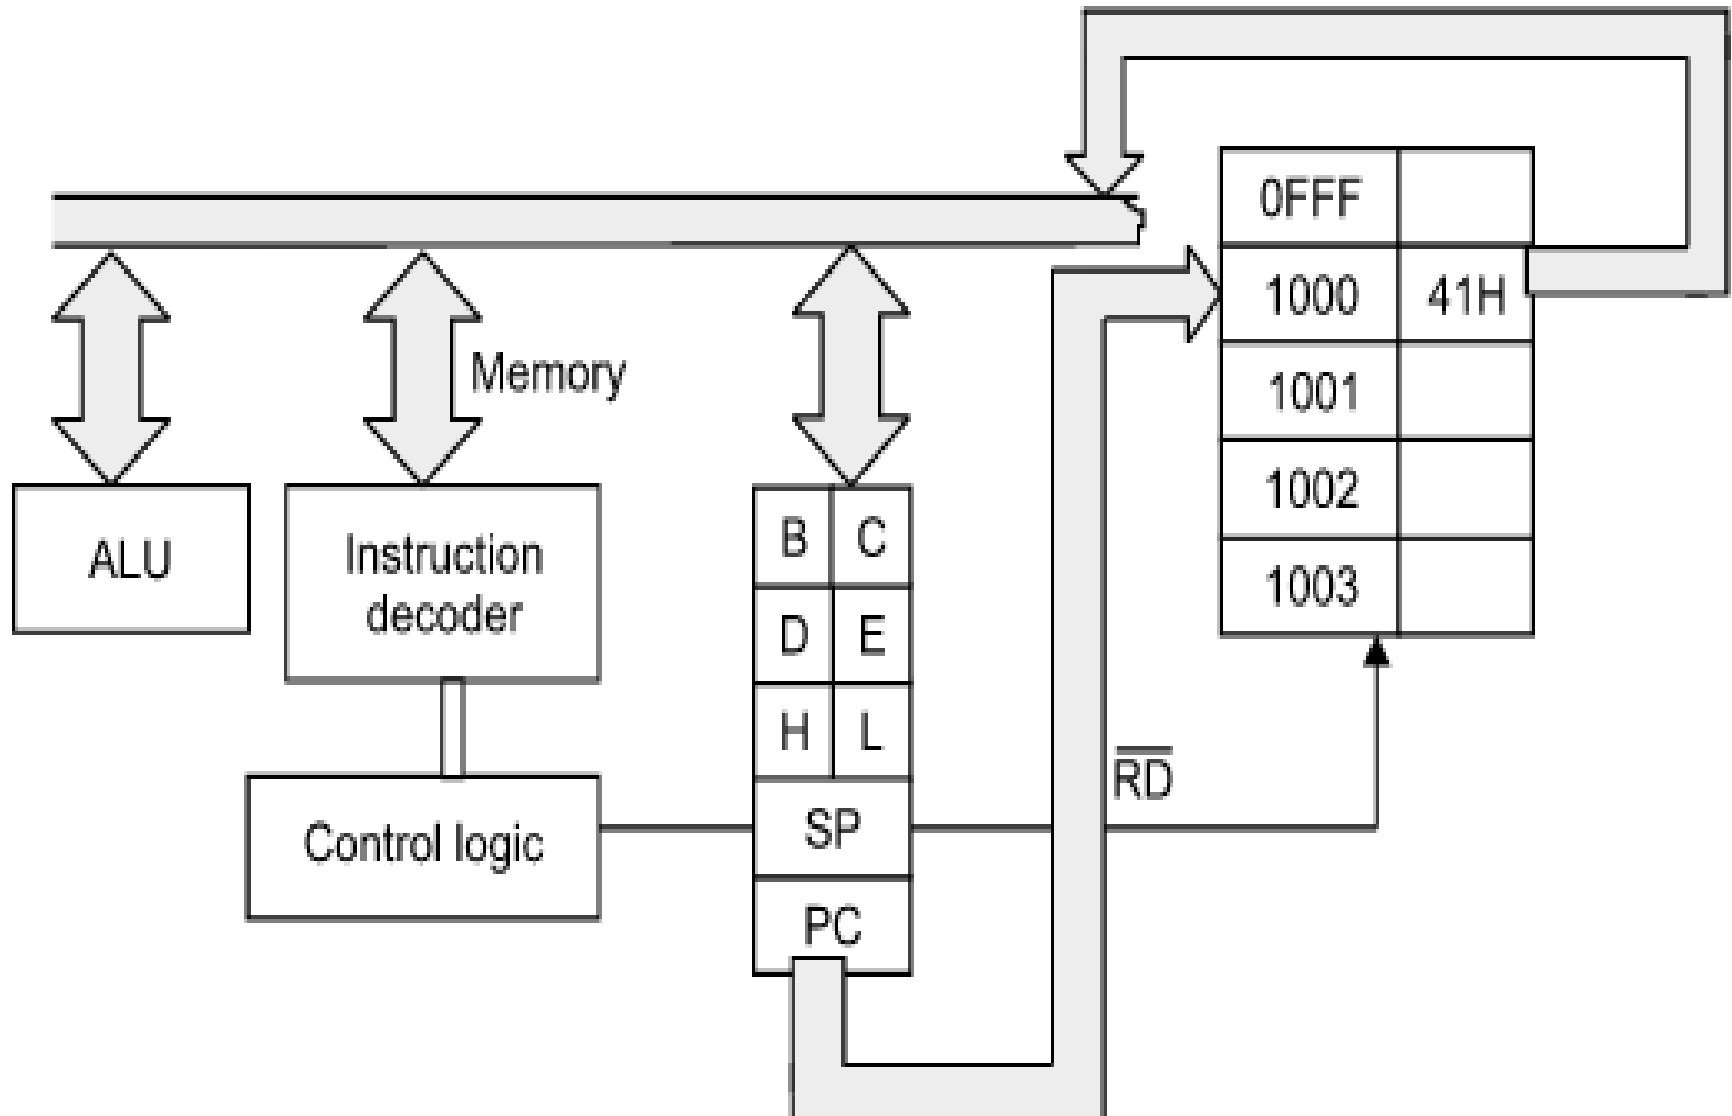 0FFF
1000 41H
1001
1002
1003
Memory
ALU
Instruction
decoder
Control logic
B C
D E
H L
SP
PC
RD